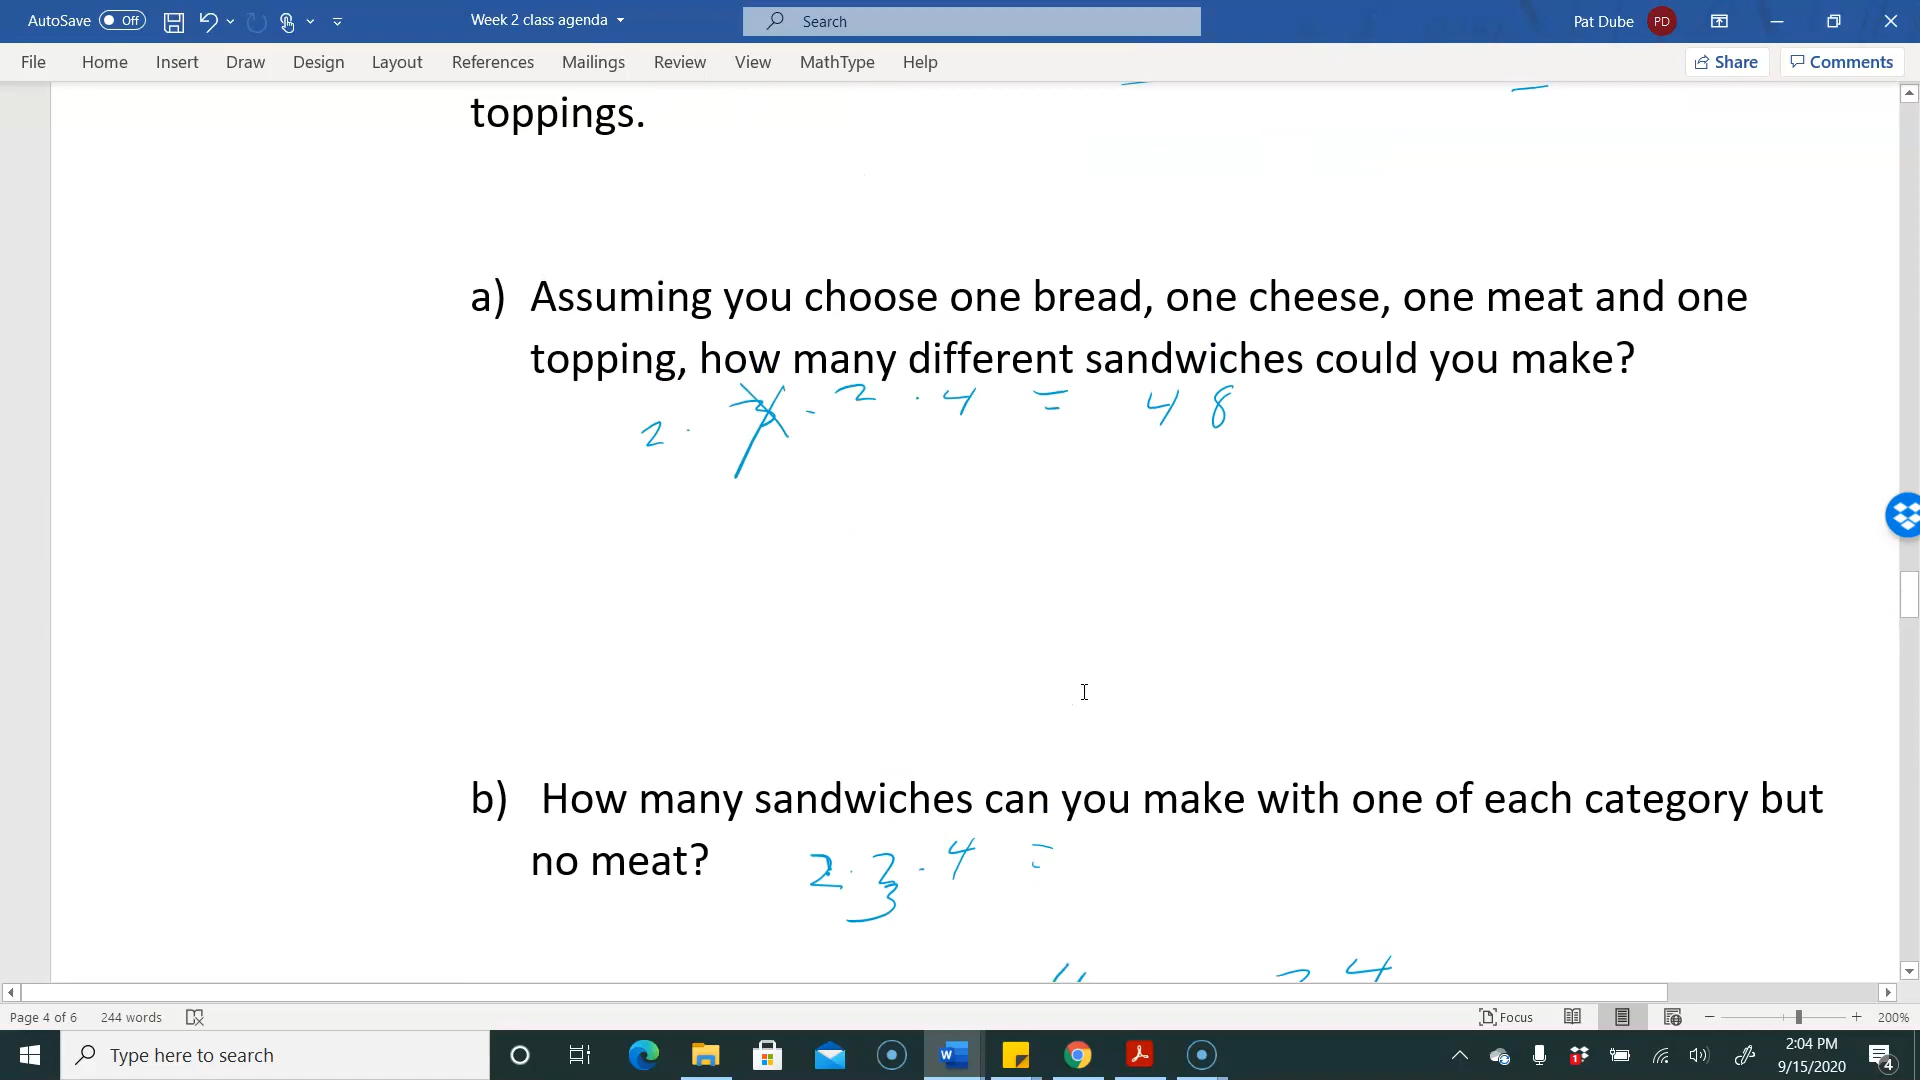 AutoSave Off Week 2 class agenda Search Pat Dube PD
File Home Insert Draw Design Layout References Mailings Review View MathType Help Share Comments
toppings.
a) Assuming you choose one bread, one cheese, one meat and one
topping, how many different sandwiches could you make?
2 · 3 · 2 · 4 = 48
b) How many sandwiches can you make with one of each category but
no meat? 2 · 3 · 4 =
4
Page 4 of 6 244 words Focus 200%
Type here to search 2:04 PM
9/15/2020 4